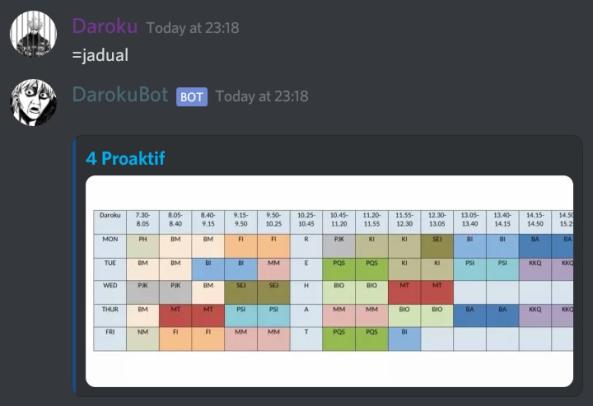 Daroku Today at 23:18
=jadual
DarokuBot BOT Today at 23:18
4 Proaktif
Daroku 7.30-8.05 8.05-8.40 8.40-9.15 9.15-9.50 9.50-10.25 10.25-10.45 10.45-11.20 11.20-11.55 11.55-12.30 12.30-13.05 13.05-13.40 13.40-14.15 14.15-14.50 14.50 15.2
MON PH BM BM FI FI R PJK KI KI SEJ BI BI BA BA
TUE BM BM BI BI MM E PQS PQS KI KI PSI PSI KKQ KKQ
WED PJK PJK BM SEJ SEJ H BIO BIO MT MT
THUR BM MT MT PSI PSI A MM MM BIO BIO BA BA KKQ KKQ
FRI NM FI FI MM MM T PQS PQS BI